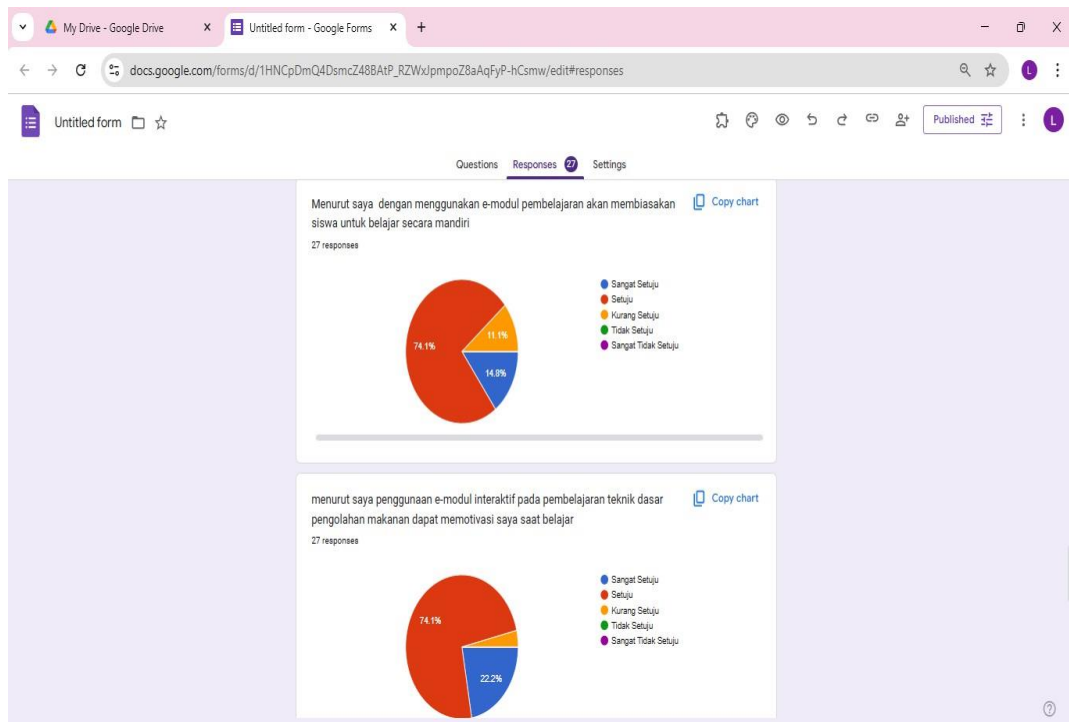 My Drive - Google Drive
Untitled form - Google Forms
docs.google.com/forms/d/1HNCpDmQ4DsmcZ48BAtP_RZWxJpmpoZ8aAqFyP-hCsmw/edit#responses
L
Untitled form
Published
L
Questions Responses 27 Settings
Menurut saya dengan menggunakan e-modul pembelajaran akan membiasakan
siswa untuk belajar secara mandiri
Copy chart
27 responses
Sangat Setuju
Setuju
Kurang Setuju
Tidak Setuju
Sangat Tidak Setuju
74.1%
11.1%
14.8%
menurut saya penggunaan e-modul interaktif pada pembelajaran teknik dasar
pengolahan makanan dapat memotivasi saya saat belajar
Copy chart
27 responses
Sangat Setuju
Setuju
Kurang Setuju
Tidak Setuju
Sangat Tidak Setuju
74.1%
22.2%